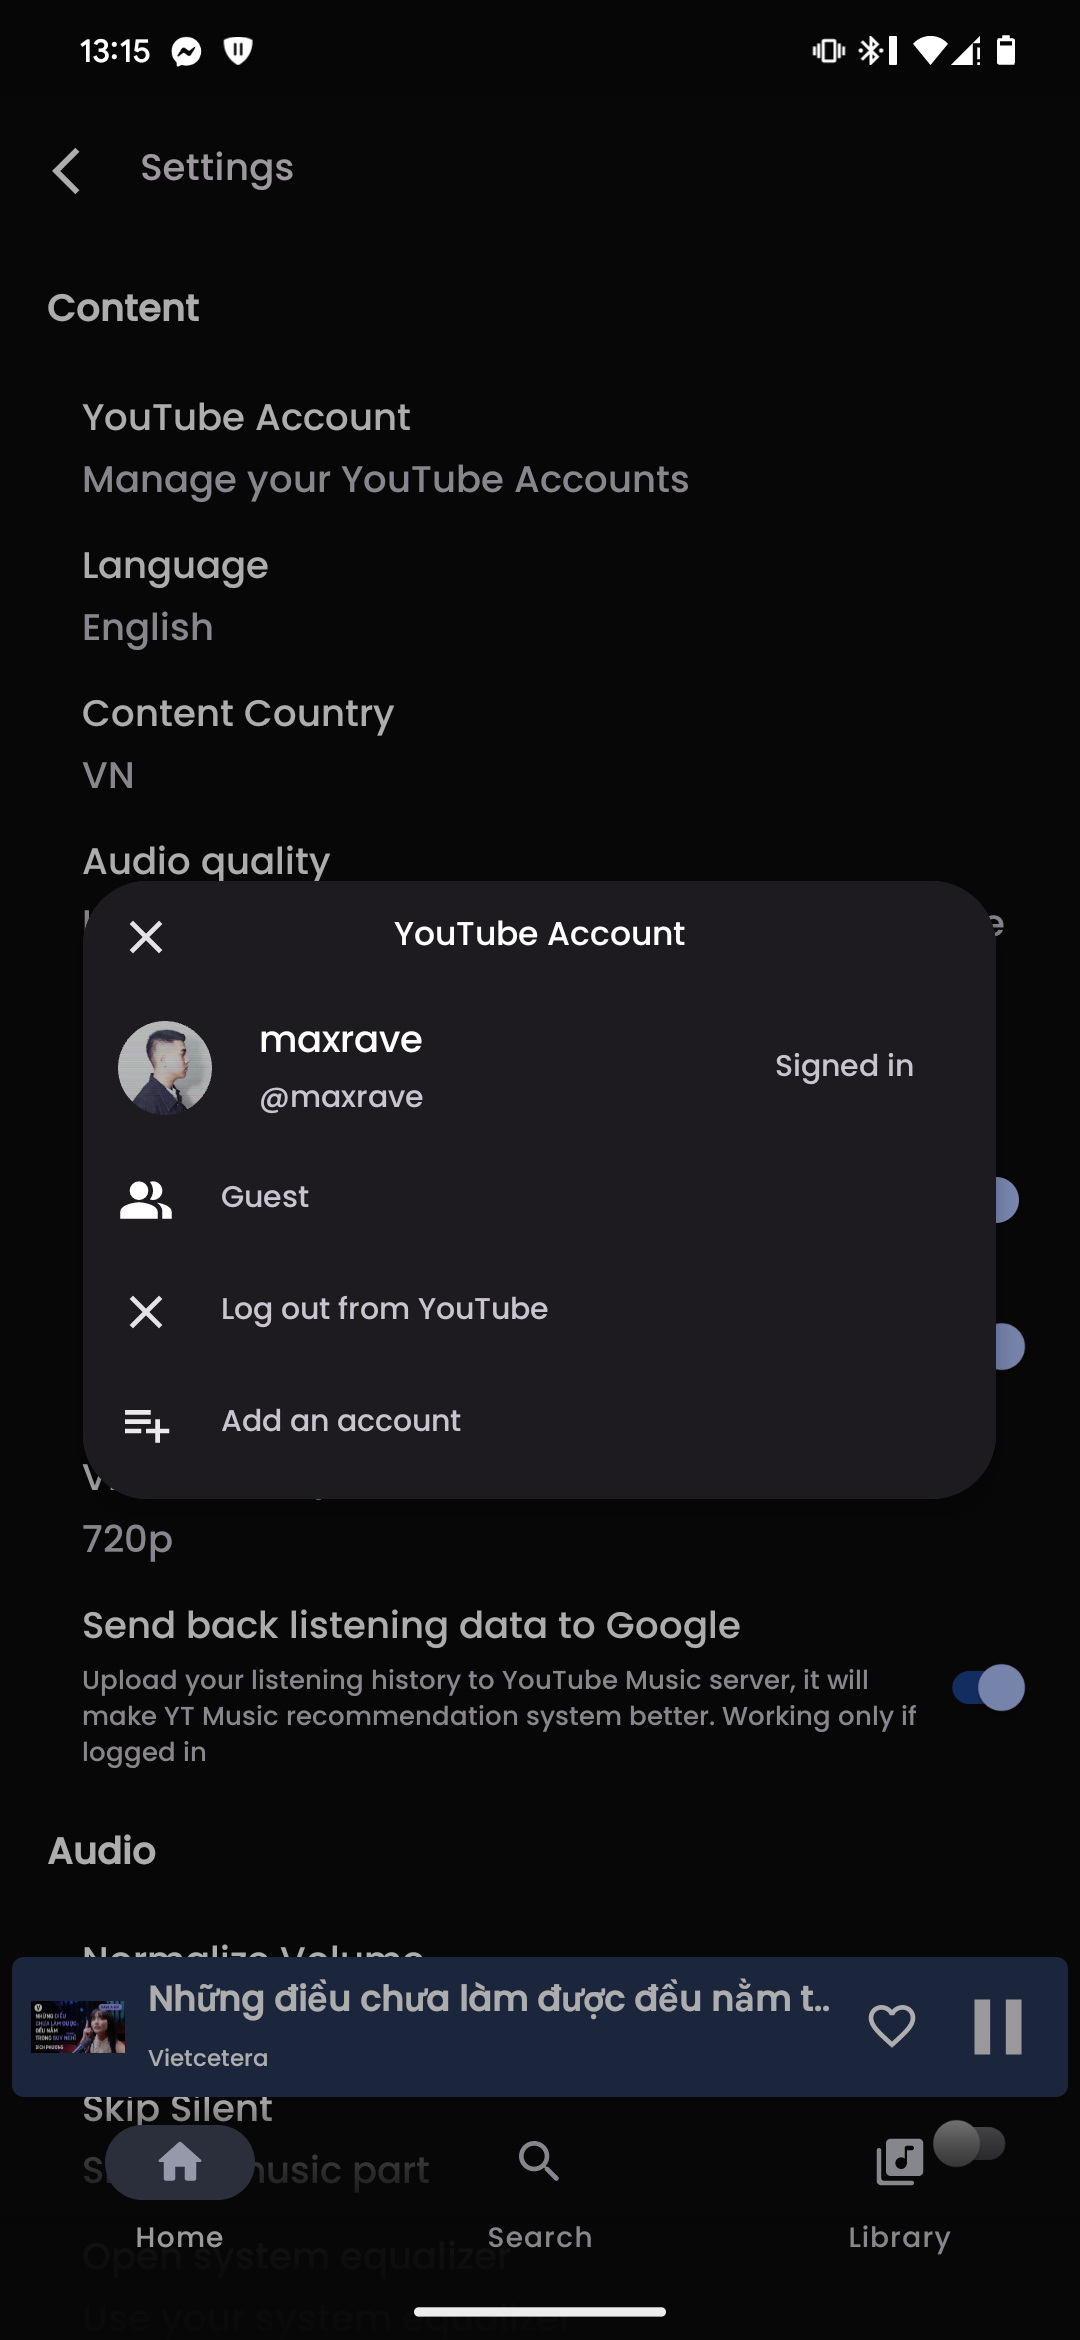 13:15
Settings
Content
YouTube Account
Manage your YouTube Accounts
Language
English
Content Country
VN
Audio quality
YouTube Account
maxrave
@maxrave
Signed in
Guest
Log out from YouTube
Add an account
720p
Send back listening data to Google
Upload your listening history to YouTube Music server, it will
make YT Music recommendation system better. Working only if
logged in
Audio
Normalize Volume
Những điều chưa làm được đều nằm t..
Vietcetera
Skip Silent
music part
Home
Search
Library
Open system equalizer
Use your system equalizer